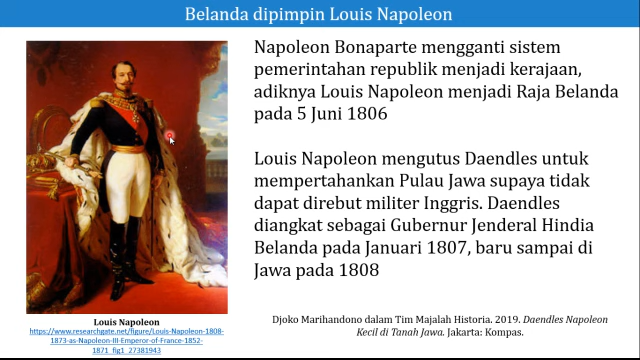 Belanda dipimpin Louis Napoleon
Napoleon Bonaparte mengganti sistem
pemerintahan republik menjadi kerajaan,
adiknya Louis Napoleon menjadi Raja Belanda
pada 5 Juni 1806
Louis Napoleon mengutus Daendles untuk
mempertahankan Pulau Jawa supaya tidak
dapat direbut militer Inggris. Daendles
diangkat sebagai Gubernur Jenderal Hindia
Belanda pada Januari 1807, baru sampai di
Jawa pada 1808
Louis Napoleon
https://www.researchgate.net/figure/Louis-Napoleon-1808-
1873-as-Napoleon-III-Emperor-of-France-1852-
1871_fig1_27381943
Djoko Marihandono dalam Tim Majalah Historia. 2019. Daendles Napoleon
Kecil di Tanah Jawa. Jakarta: Kompas.